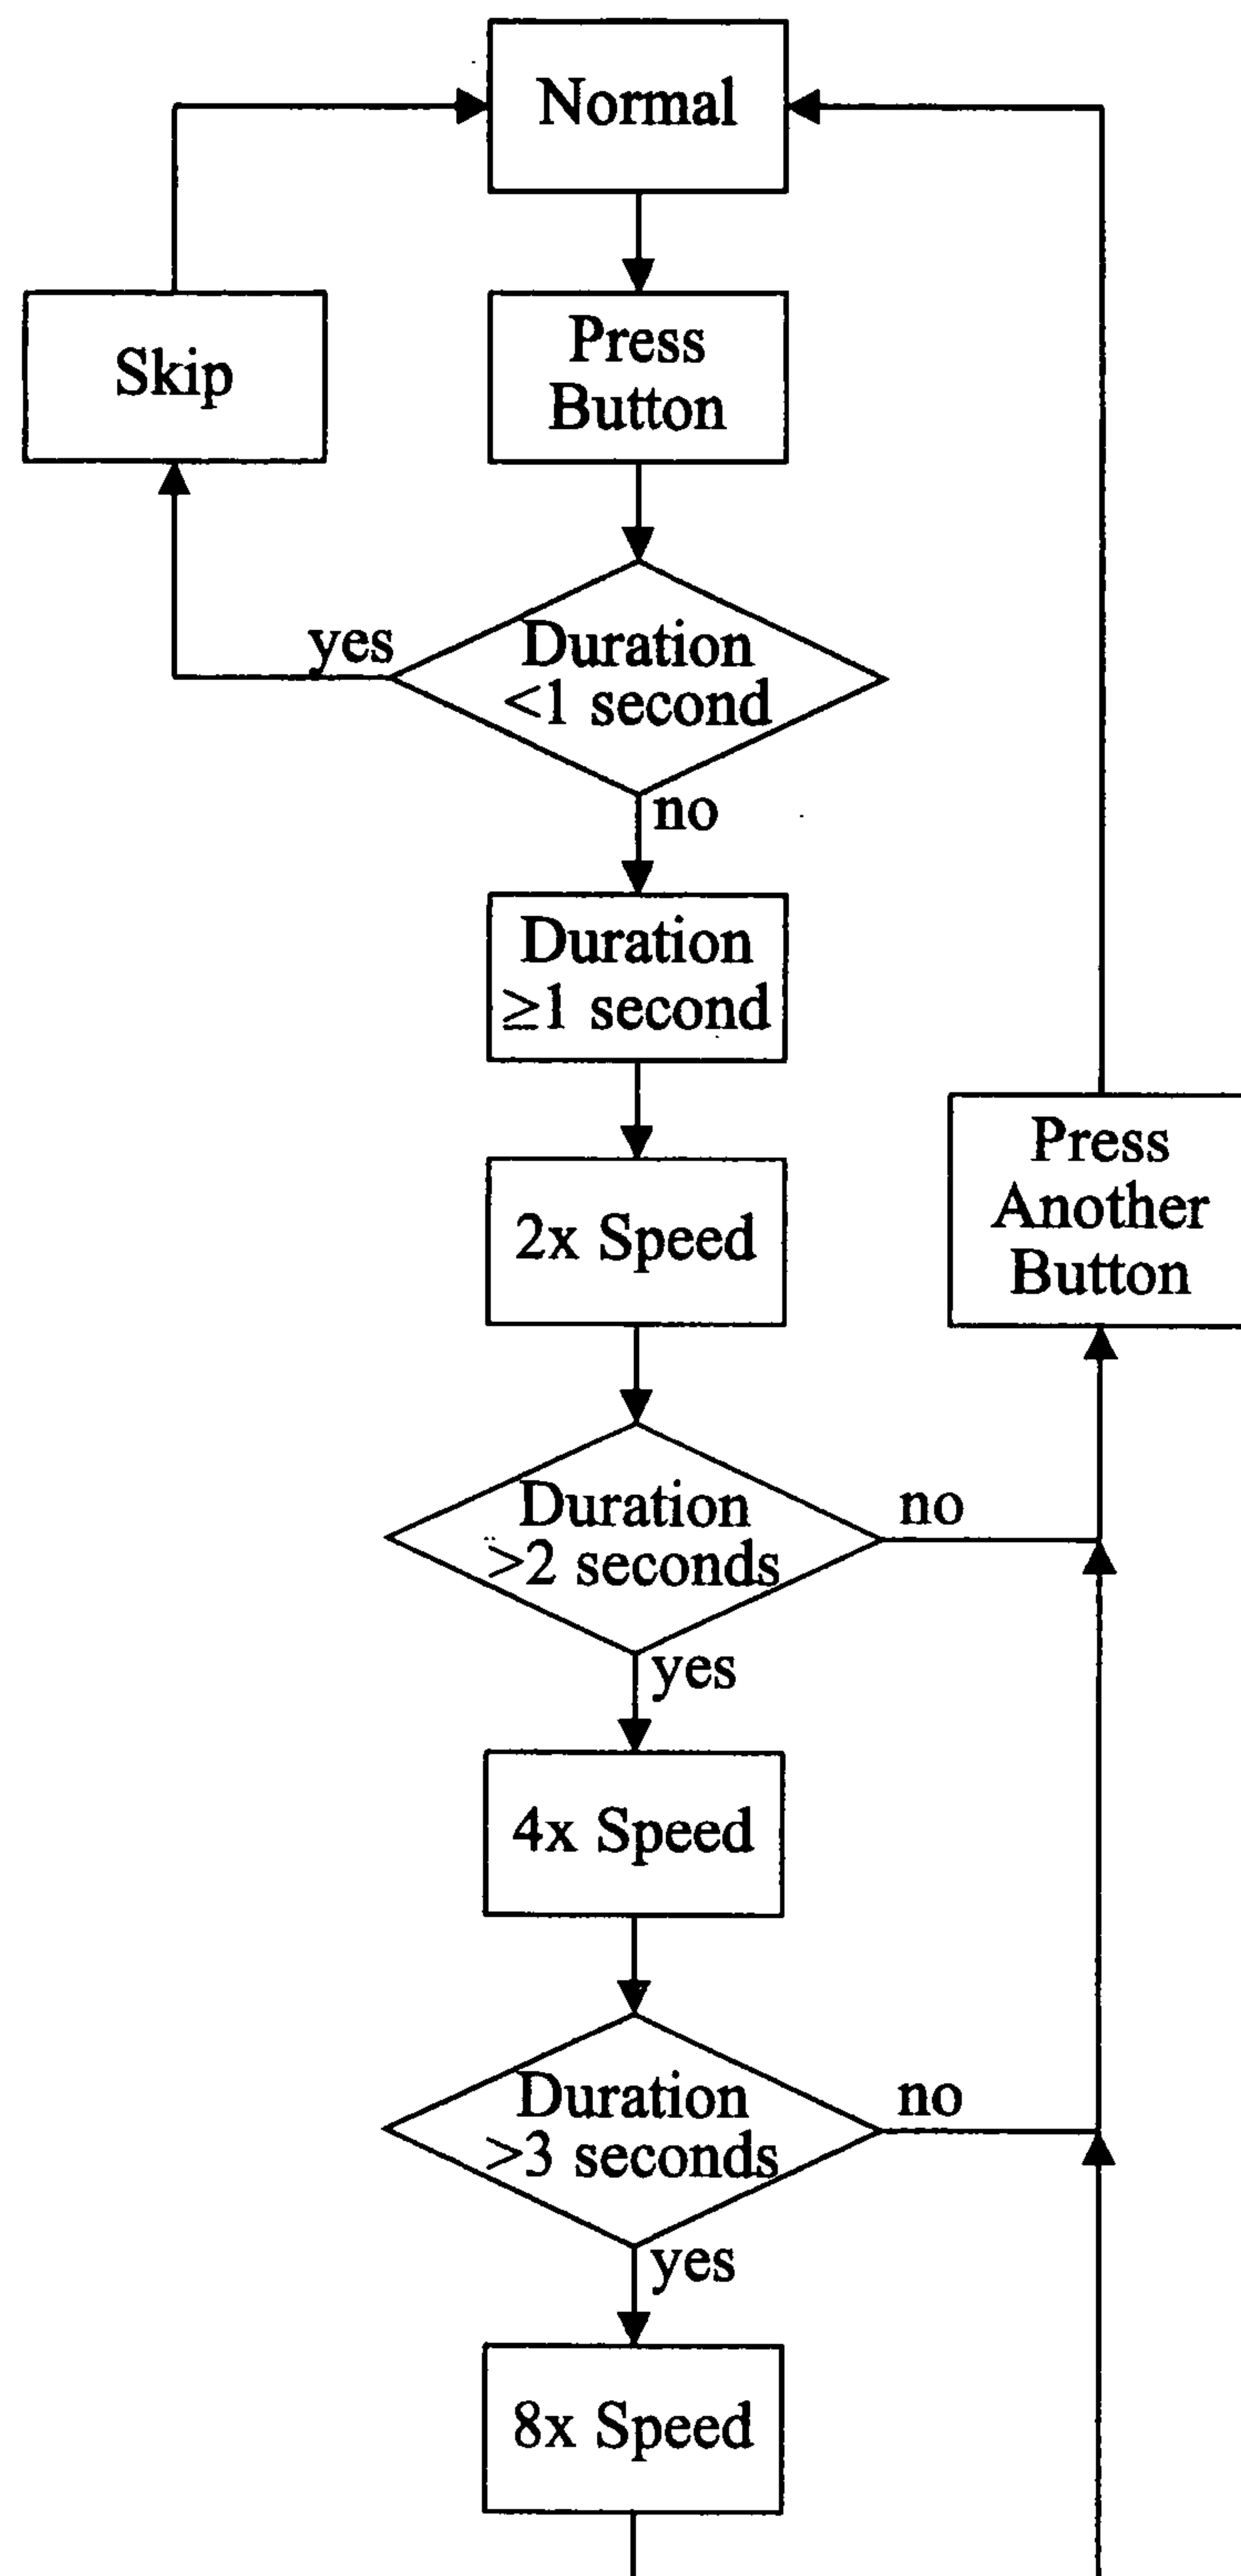 Normal
Skip
Press
Button
yes
Duration
<1 second
no
Duration
≥1 second
Press
Another
Button
2x Speed
Duration
>2 seconds
no
yes
4x Speed
Duration
>3 seconds
no
yes
8x Speed